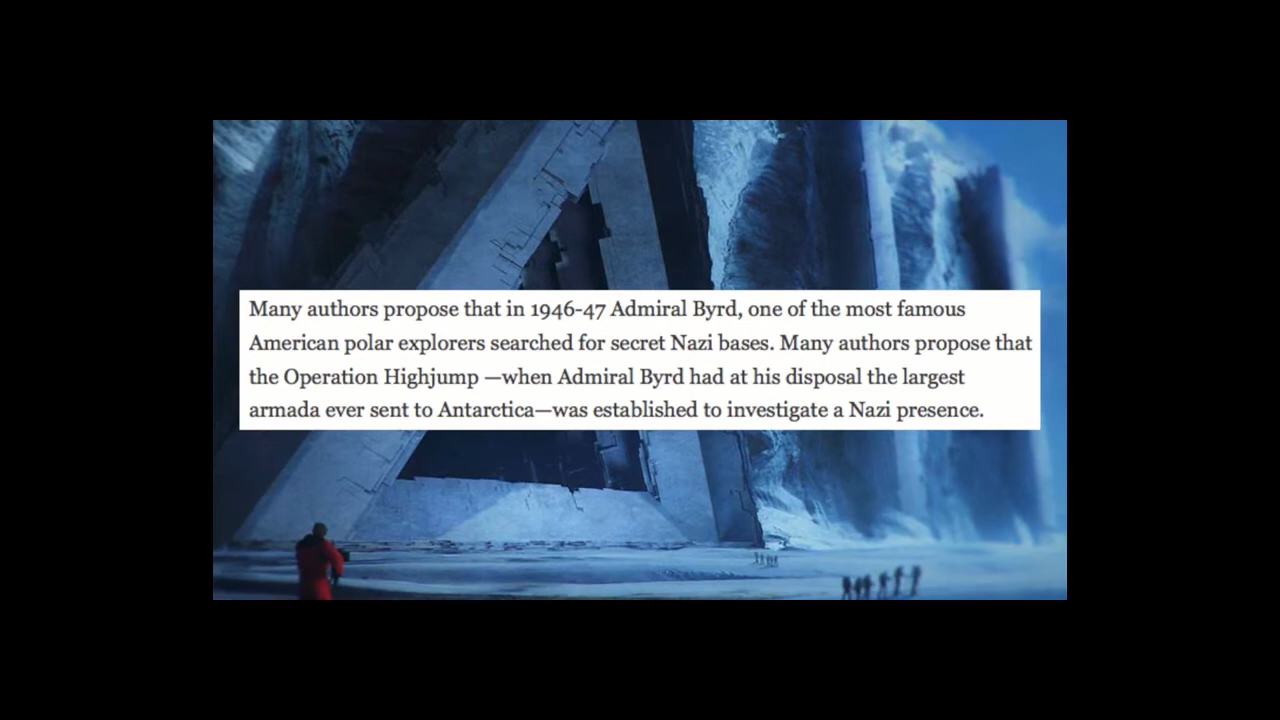 Many authors propose that in 1946-47 Admiral Byrd, one of the most famous
American polar explorers searched for secret Nazi bases. Many authors propose that
the Operation Highjump —when Admiral Byrd had at his disposal the largest
armada ever sent to Antarctica—was established to investigate a Nazi presence.